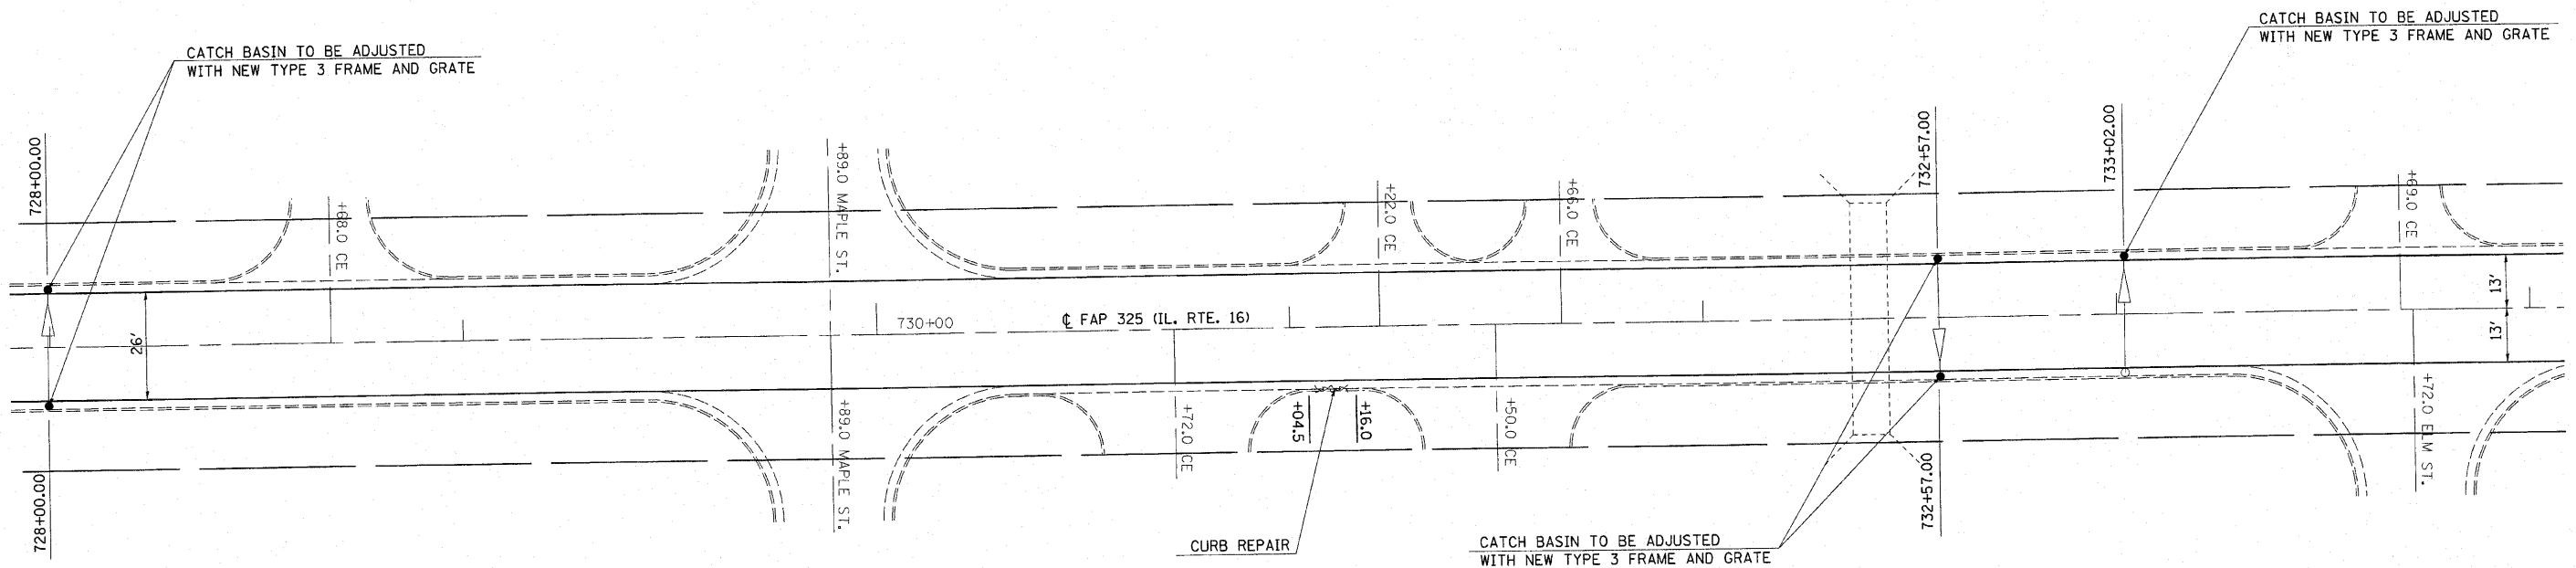 CATCH BASIN TO BE ADJUSTED
WITH NEW TYPE 3 FRAME AND GRATE
CATCH BASIN TO BE ADJUSTED
WITH NEW TYPE 3 FRAME AND GRATE
728+00.00
+68.0 CE
+89.0 MAPLE ST.
+22.0 CE
+66.0 CE
732+57.00
733+02.00
+69.0 CE
26'
730+00
℄ FAP 325 (IL. RTE. 16)
13'
13'
728+00.00
+89.0 MAPLE ST.
+72.0 CE
+04.5
+16.0
+50.0 CE
732+57.00
+72.0 ELM ST.
CURB REPAIR
CATCH BASIN TO BE ADJUSTED
WITH NEW TYPE 3 FRAME AND GRATE